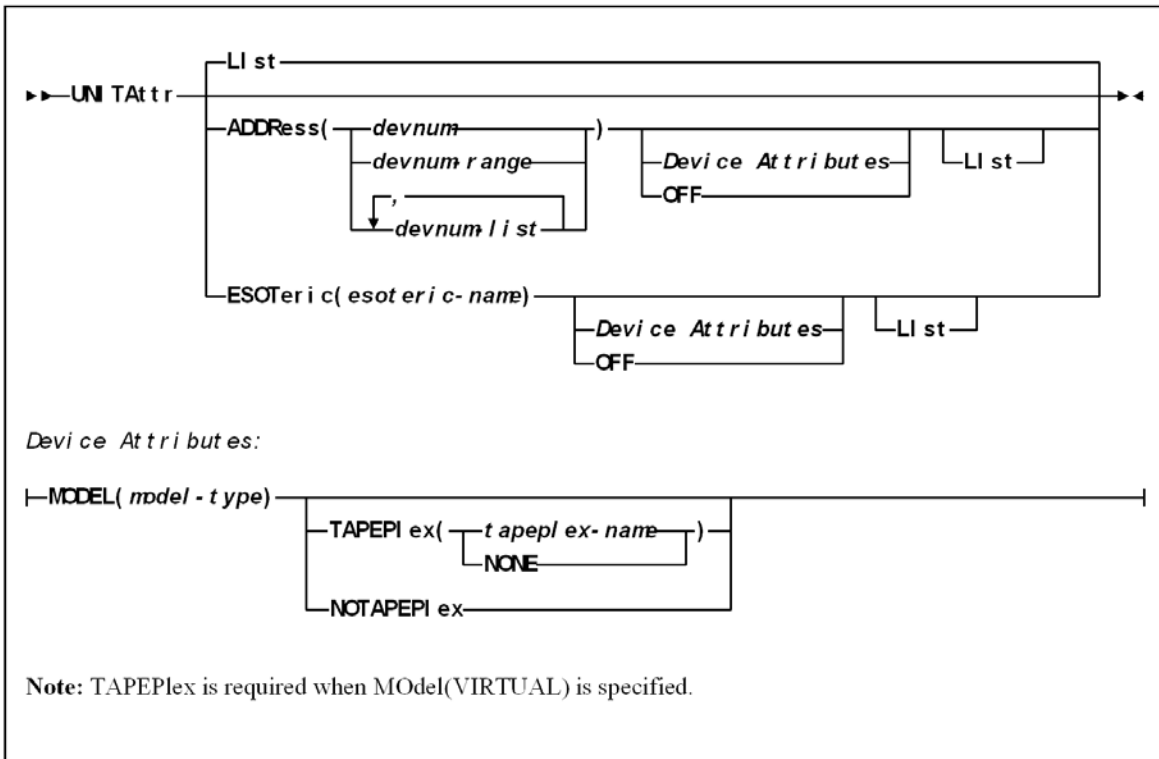 LIst
UNITAttr
ADDRess( devnum )
devnum-range
Device Attributes
LIst
OFF
,
devnum-list
ESOTeric(esoteric-name)
Device Attributes
LIst
OFF
Device Attributes:
MODEL(model-type)
TAPEPlex( tapeplex-name )
NONE
NOTAPEPlex
Note: TAPEPlex is required when MOdel(VIRTUAL) is specified.